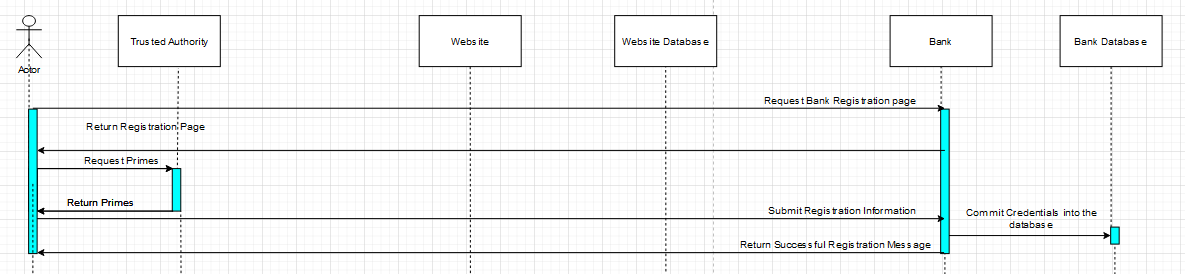 Actor
Trusted Authority
Website
Website Database
Bank
Bank Database
Request Bank Registration page
Return Registration Page
Request Primes
Return Primes
Submit Registration Information
Commit Credentials into the
database
Return Successful Registration Message